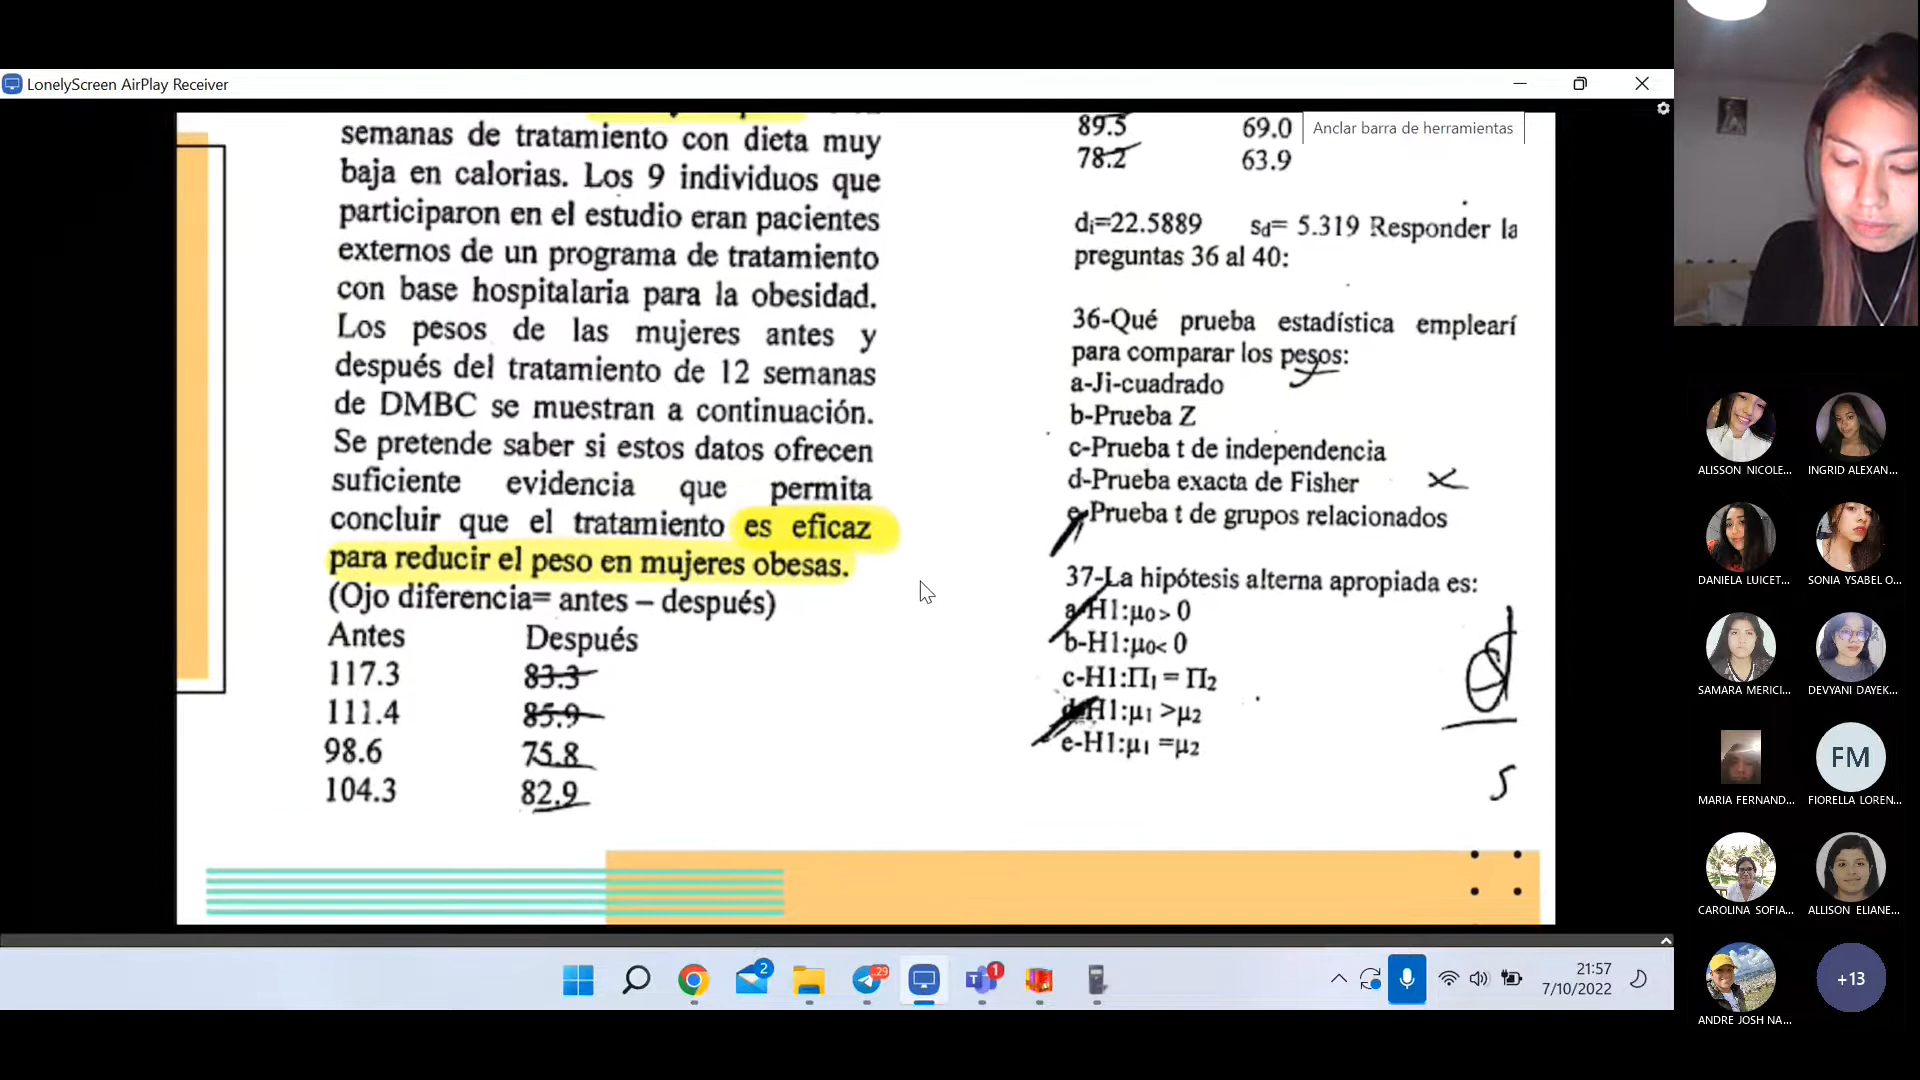 LonelyScreen AirPlay Receiver
semanas de tratamiento con dieta muy
baja en calorias. Los 9 individuos que
participaron en el estudio eran pacientes
externos de un programa de tratamiento
con base hospitalaria para la obesidad.
Los pesos de las mujeres antes y
después del tratamiento de 12 semanas
de DMBC se muestran a continuación.
Se pretende saber si estos datos ofrecen
suficiente evidencia que permita
concluir que el tratamiento es eficaz
para reducir el peso en mujeres obesas.
(Ojo diferencia= antes – después)
Antes Después
117.3 83.3
111.4 85.9
98.6 75.8
104.3 82.9
89.5 69.0
78.2 63.9
Anclar barra de herramientas
di=22.5889 sd= 5.319 Responder la
preguntas 36 al 40:
36-Qué prueba estadística emplearí
para comparar los pesos:
a-Ji-cuadrado
b-Prueba Z
c-Prueba t de independencia
d-Prueba exacta de Fisher
e-Prueba t de grupos relacionados
37-La hipótesis alterna apropiada es:
a-H1:μ0> 0
b-H1:μ0< 0
c-H1:Π1 = Π2
d-H1:μ1 >μ2
e-H1:μ1 =μ2
ALISSON NICOLE...
INGRID ALEXAN...
DANIELA LUICET...
SONIA YSABEL O...
SAMARA MERICI...
DEVYANI DAYEK...
FM
MARIA FERNAND...
FIORELLA LOREN...
CAROLINA SOFIA...
ALLISON ELIANE...
ANDRE JOSH NA...
+13
2
29
1
21:57
7/10/2022